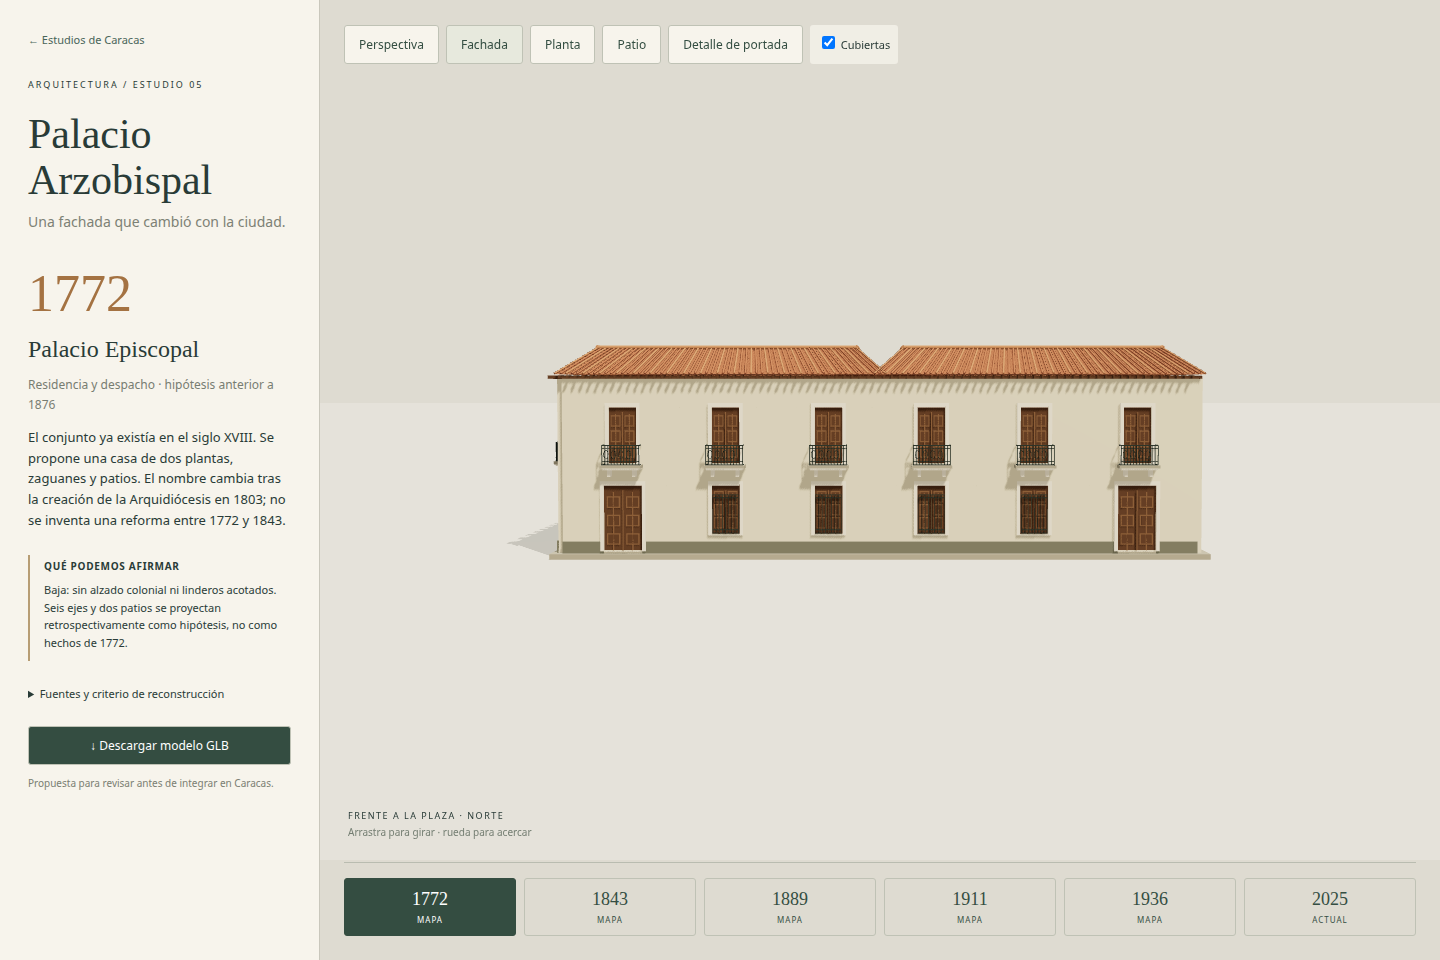 ← Estudios de Caracas
ARQUITECTURA / ESTUDIO 05
Palacio
Arzobispal
Una fachada que cambió con la ciudad.
1772
Palacio Episcopal
Residencia y despacho · hipótesis anterior a
1876
El conjunto ya existía en el siglo XVIII. Se
propone una casa de dos plantas,
zaguanes y patios. El nombre cambia tras
la creación de la Arquidiócesis en 1803; no
se inventa una reforma entre 1772 y 1843.
QUÉ PODEMOS AFIRMAR
Baja: sin alzado colonial ni linderos acotados.
Seis ejes y dos patios se proyectan
retrospectivamente como hipótesis, no como
hechos de 1772.
Fuentes y criterio de reconstrucción
↓ Descargar modelo GLB
Propuesta para revisar antes de integrar en Caracas.
Perspectiva
Fachada
Planta
Patio
Detalle de portada
Cubiertas
FRENTE A LA PLAZA · NORTE
Arrastra para girar · rueda para acercar
1772
MAPA
1843
MAPA
1889
MAPA
1911
MAPA
1936
MAPA
2025
ACTUAL